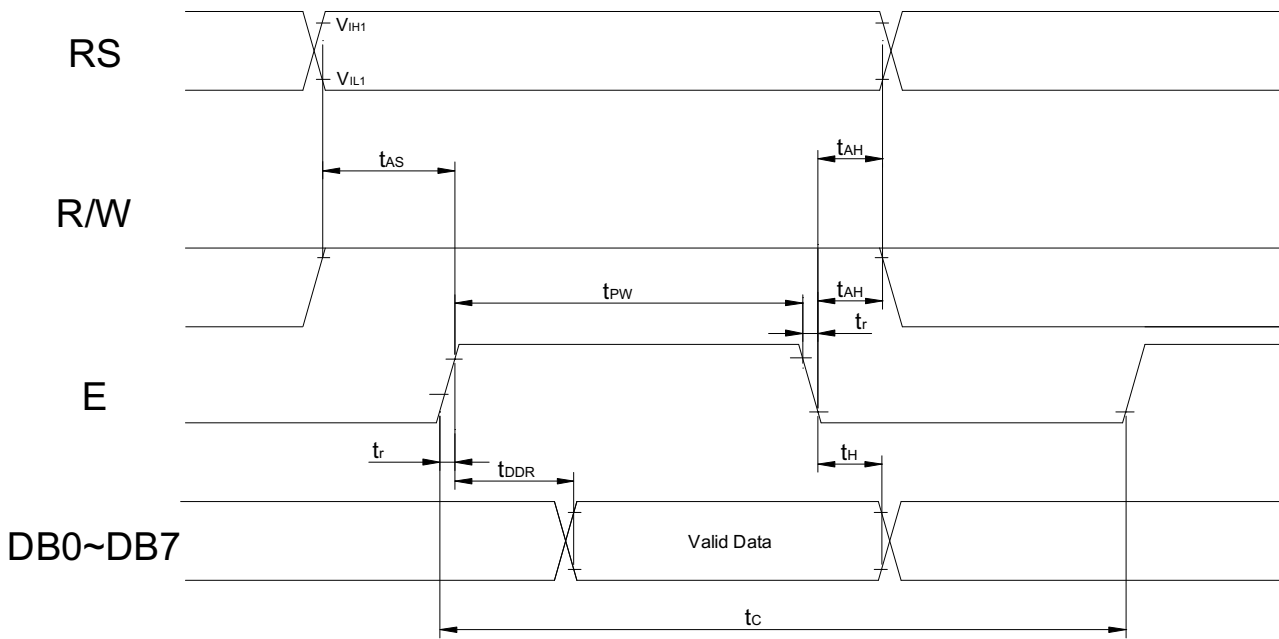 RS
VIH1
VIL1
tAS
tAH
R/W
tPW
tAH
tr
E
tr
tDDR
tH
DB0~DB7
Valid Data
tC